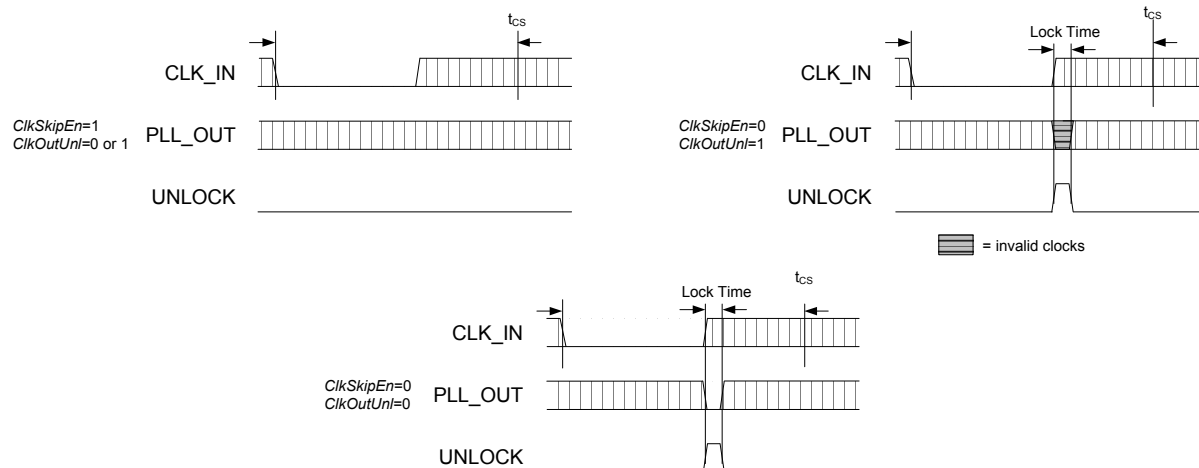 tCS
CLK_IN
ClkSkipEn=1
ClkOutUnl=0 or 1
PLL_OUT
UNLOCK
tCS
Lock Time
CLK_IN
ClkSkipEn=0
ClkOutUnl=1
PLL_OUT
UNLOCK
= invalid clocks
tCS
Lock Time
CLK_IN
ClkSkipEn=0
ClkOutUnl=0
PLL_OUT
UNLOCK